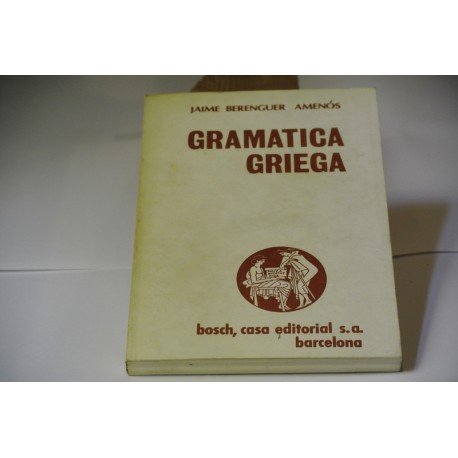 JAIME BERENGUER AMENÓS
GRAMATICA
GRIEGA
bosch, casa editorial s.a.
barcelona